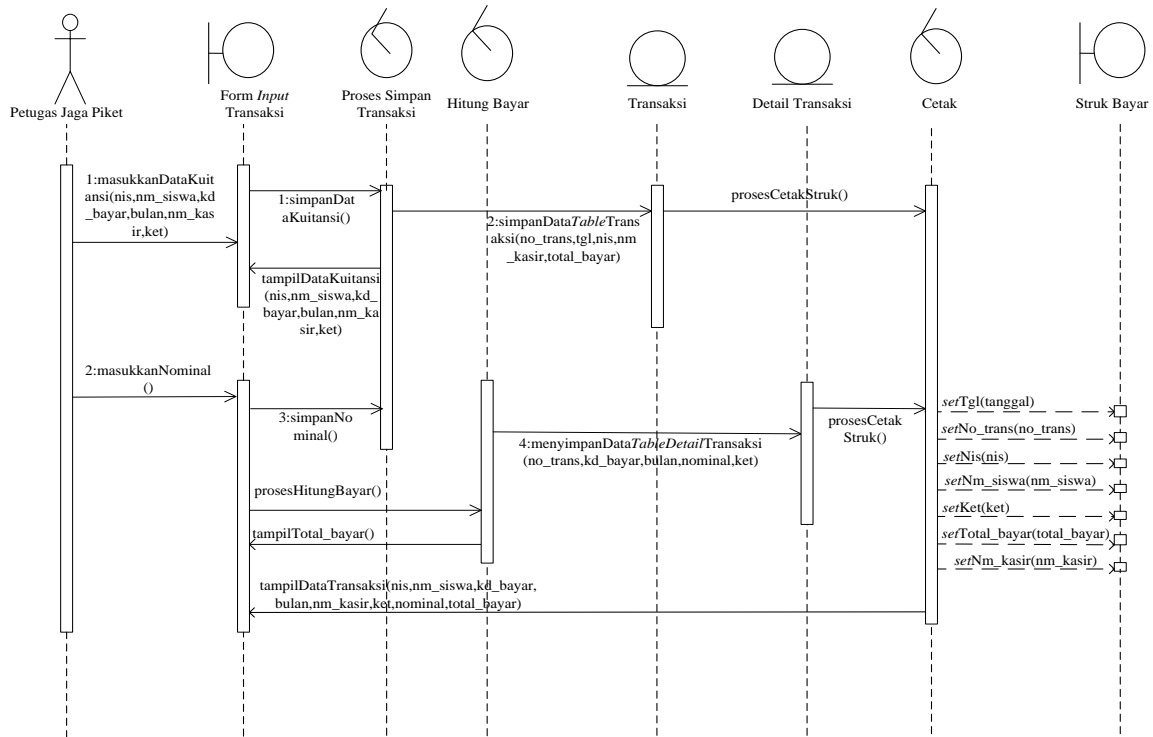 Petugas Jaga Piket
Form Input
Transaksi
Proses Simpan
Transaksi
Hitung Bayar
Transaksi
Detail Transaksi
Cetak
Struk Bayar
1:masukkanDataKuit
ansi(nis,nm_siswa,kd
_bayar,bulan,nm_kas
ir,ket)
1:simpanDat
aKuitansi()
2:simpanDataTableTrans
aksi(no_trans,tgl,nis,nm
_kasir,total_bayar)
prosesCetakStruk()
tampilDataKuitansi
(nis,nm_siswa,kd_
bayar,bulan,nm_ka
sir,ket)
2:masukkanNominal
()
3:simpanNo
minal()
4:menyimpanDataTableDetailTransaksi
(no_trans,kd_bayar,bulan,nominal,ket)
prosesCetak
Struk()
setTgl(tanggal)
setNo_trans(no_trans)
setNis(nis)
setNm_siswa(nm_siswa)
setKet(ket)
setTotal_bayar(total_bayar)
setNm_kasir(nm_kasir)
prosesHitungBayar()
tampilTotal_bayar()
tampilDataTransaksi(nis,nm_siswa,kd_bayar,
bulan,nm_kasir,ket,nominal,total_bayar)